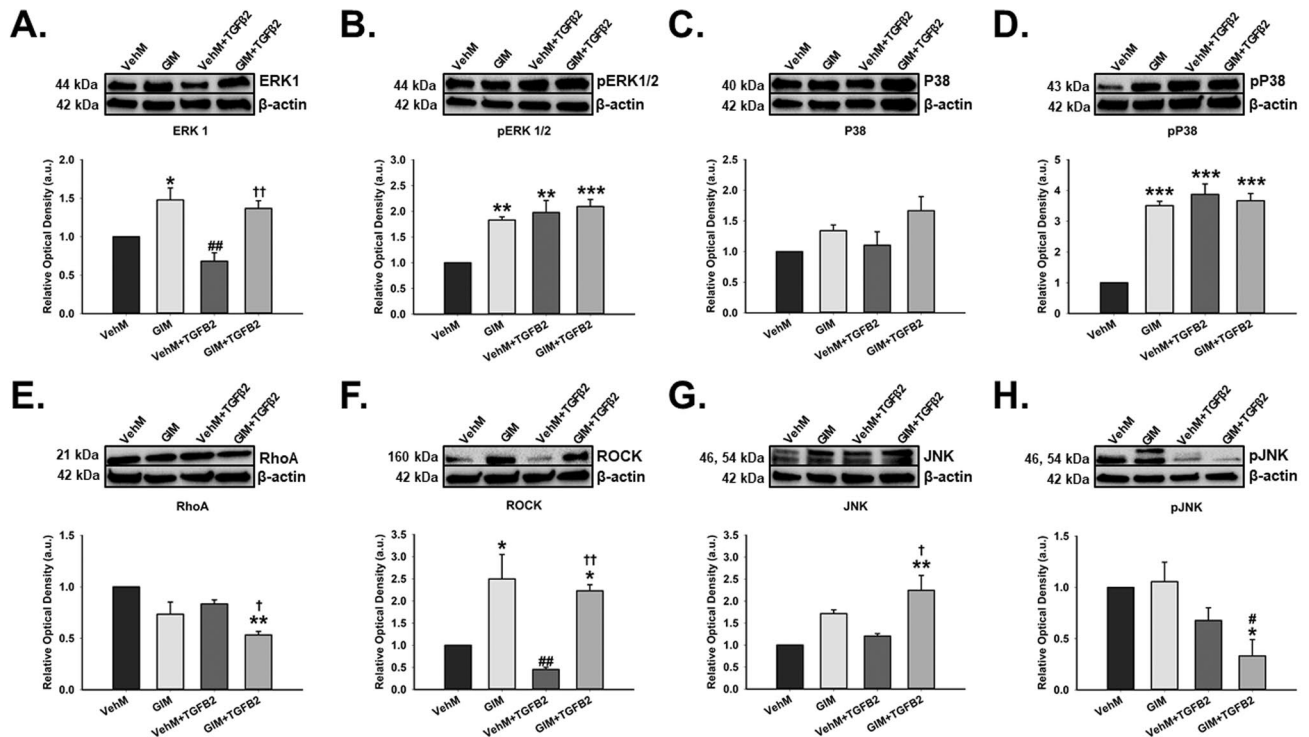 A.
VehM GIM VehM+TGFβ2 GIM+TGFβ2
44 kDa ERK1
42 kDa β-actin
ERK 1
Relative Optical Density (a.u.)
2.0
1.5
1.0
0.5
0.0
*
##
††
VehM GIM VehM+TGFB2 GIM+TGFB2
B.
VehM GIM VehM+TGFβ2 GIM+TGFβ2
44 kDa pERK1/2
42 kDa β-actin
pERK 1/2
Relative Optical Density (a.u.)
3.0
2.5
2.0
1.5
1.0
0.5
0.0
**
**
***
VehM GIM VehM+TGFB2 GIM+TGFB2
C.
VehM GIM VehM+TGFβ2 GIM+TGFβ2
40 kDa P38
42 kDa β-actin
P38
Relative Optical Density (a.u.)
2.5
2.0
1.5
1.0
0.5
0.0
VehM GIM VehM+TGFB2 GIM+TGFB2
D.
VehM GIM VehM+TGFβ2 GIM+TGFβ2
43 kDa pP38
42 kDa β-actin
pP38
Relative Optical Density (a.u.)
5
4
3
2
1
0
***
***
***
VehM GIM VehM+TGFB2 GIM+TGFB2
E.
VehM GIM VehM+TGFβ2 GIM+TGFβ2
21 kDa RhoA
42 kDa β-actin
RhoA
Relative Optical Density (a.u.)
1.5
1.0
0.5
0.0
†
**
VehM GIM VehM+TGFB2 GIM+TGFB2
F.
VehM GIM VehM+TGFβ2 GIM+TGFβ2
160 kDa ROCK
42 kDa β-actin
ROCK
Relative Optical Density (a.u.)
3.5
3.0
2.5
2.0
1.5
1.0
0.5
0.0
*
##
††
*
VehM GIM VehM+TGFB2 GIM+TGFB2
G.
VehM GIM VehM+TGFβ2 GIM+TGFβ2
46, 54 kDa JNK
42 kDa β-actin
JNK
Relative Optical Density (a.u.)
3.5
3.0
2.5
2.0
1.5
1.0
0.5
0.0
†
**
VehM GIM VehM+TGFB2 GIM+TGFB2
H.
VehM GIM VehM+TGFβ2 GIM+TGFβ2
46, 54 kDa pJNK
42 kDa β-actin
pJNK
Relative Optical Density (a.u.)
1.5
1.0
0.5
0.0
#
*
VehM GIM VehM+TGFB2 GIM+TGFB2